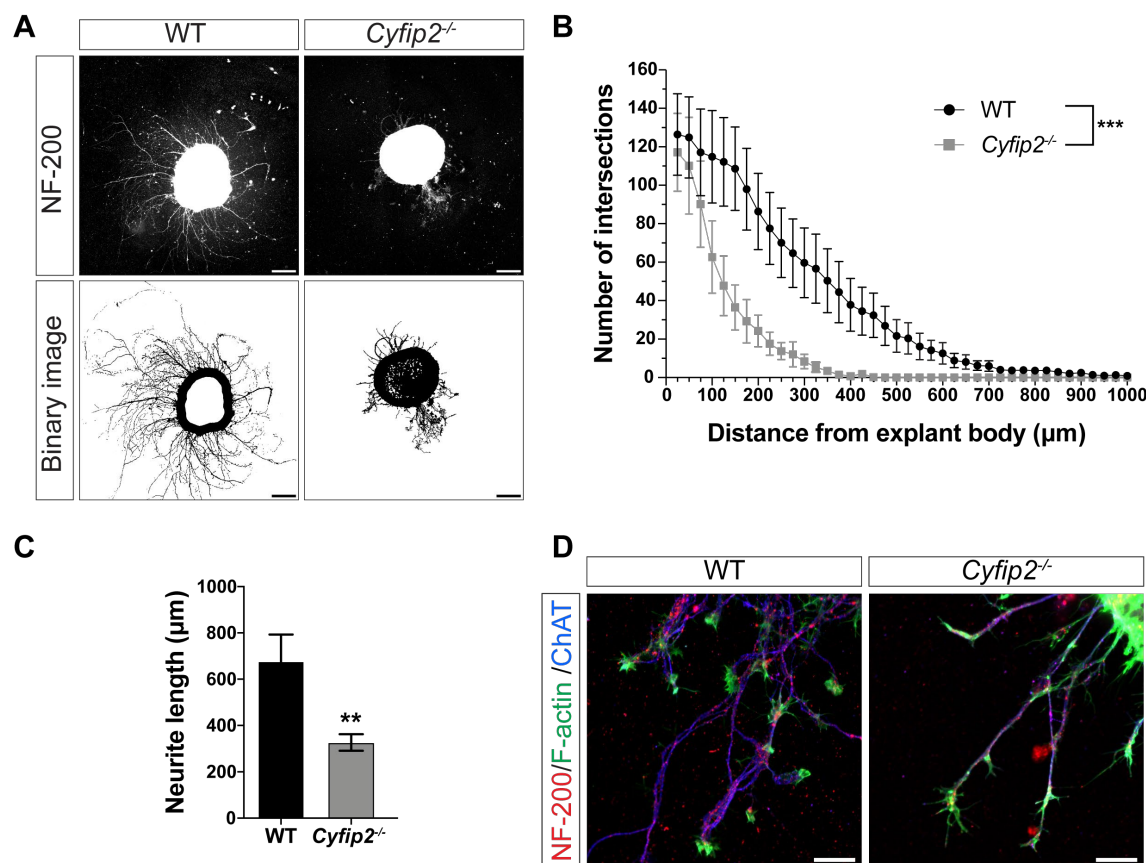 A
WT
Cyfip2-/-
NF-200
Binary image
B
160
140
120
100
80
60
40
20
0
Number of intersections
0 100 200 300 400 500 600 700 800 900 1000
Distance from explant body (µm)
WT
Cyfip2-/-
***
C
1000
800
600
400
200
0
Neurite length (µm)
**
WT Cyfip2-/-
D
WT
Cyfip2-/-
NF-200/F-actin /ChAT